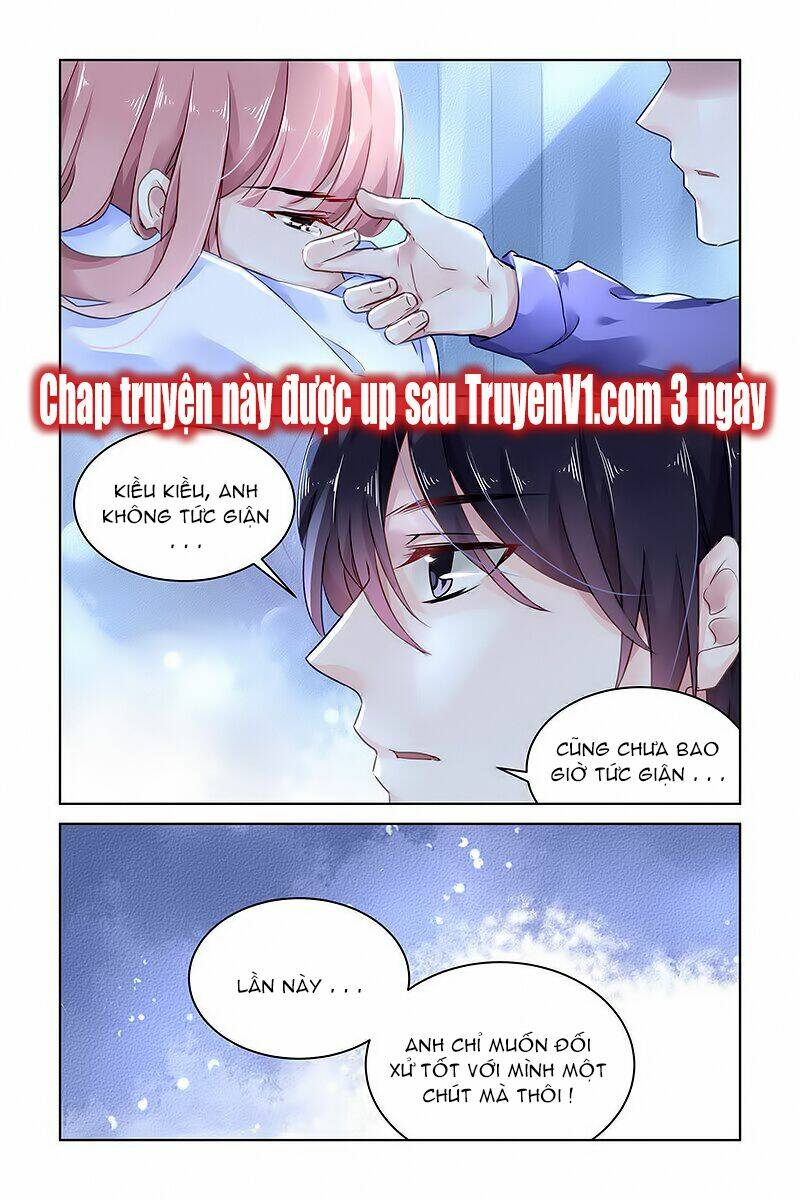 Chap truyện này được up sau TruyenV1.com 3 ngày
KIỀU KIỀU, ANH
KHÔNG TỨC GIẬN
. . .
CŨNG CHƯA BAO
GIỜ TỨC GIẬN . . .
LẦN NÀY . . .
ANH CHỈ MUỐN ĐỐI
XỬ TỐT VỚI MÌNH MỘT
CHÚT MÀ THÔI !